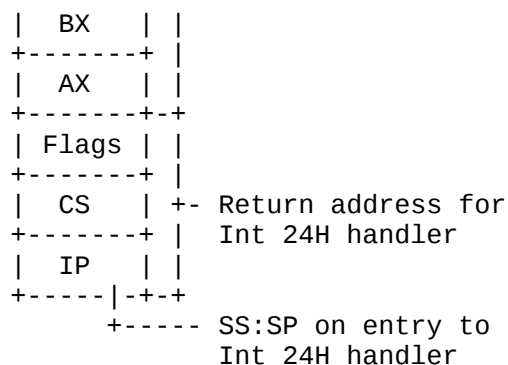 |  BX   | |
+-------+ |
|  AX   | |
+-------+-+
| Flags | |
+-------+ |
|  CS   | +- Return address for
+-------+ |  Int 24H handler
|  IP   | |
+-----|-+-+
      +----- SS:SP on entry to
             Int 24H handler